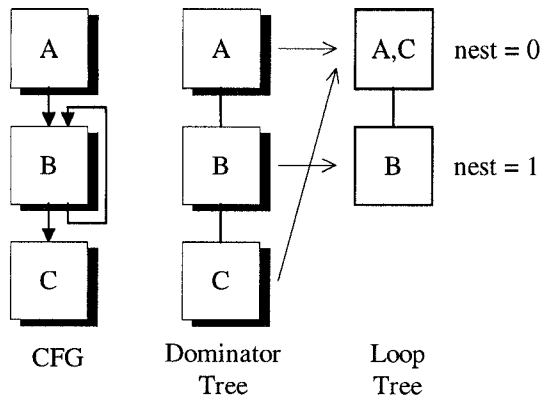 A
A
A,C
nest = 0
B
B
B
nest = 1
C
C
CFG
Dominator
Tree
Loop
Tree